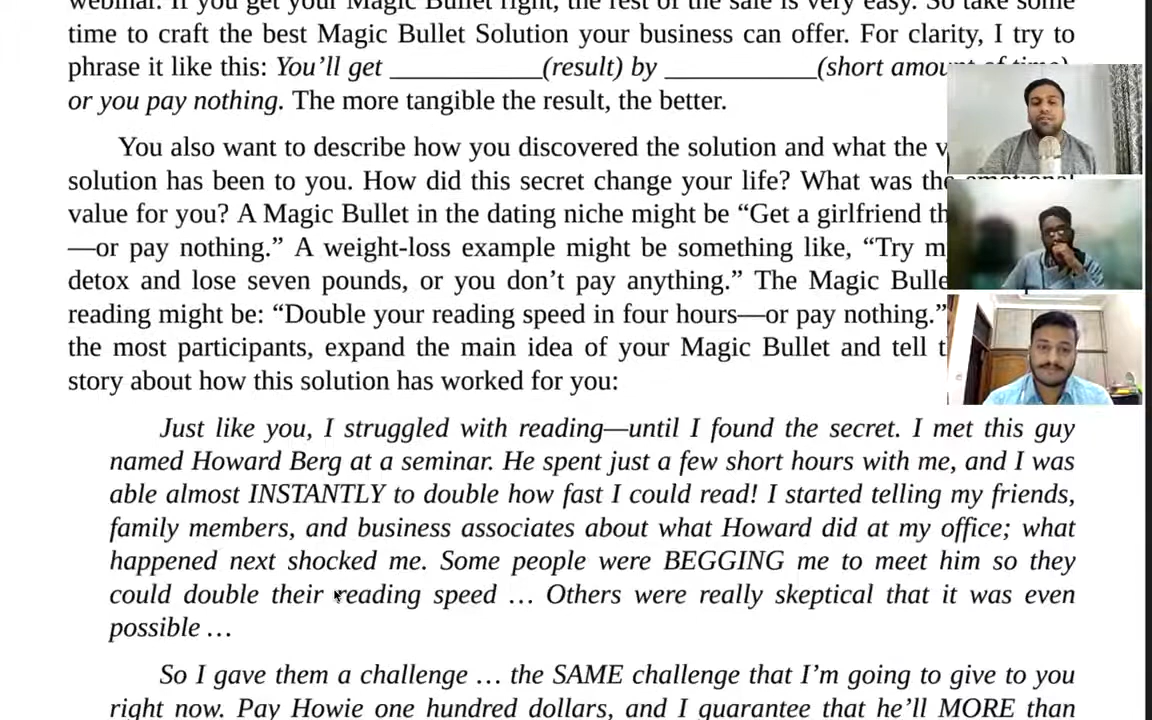 webinar. If you get your Magic Bullet right, the rest of the sale is very easy. So take some
time to craft the best Magic Bullet Solution your business can offer. For clarity, I try to
phrase it like this: You’ll get ___________(result) by ___________(short amount of time),
or you pay nothing. The more tangible the result, the better.
You also want to describe how you discovered the solution and what the
solution has been to you. How did this secret change your life? What was the emotional
value for you? A Magic Bullet in the dating niche might be “Get a girlfriend
—or pay nothing.” A weight-loss example might be something like, “Try
detox and lose seven pounds, or you don’t pay anything.” The Magic
reading might be: “Double your reading speed in four hours—or pay nothing.”
the most participants, expand the main idea of your Magic Bullet and tell
story about how this solution has worked for you:
Just like you, I struggled with reading—until I found the secret. I met this guy
named Howard Berg at a seminar. He spent just a few short hours with me, and I was
able almost INSTANTLY to double how fast I could read! I started telling my friends,
family members, and business associates about what Howard did at my office; what
happened next shocked me. Some people were BEGGING me to meet him so they
could double their reading speed … Others were really skeptical that it was even
possible …
So I gave them a challenge … the SAME challenge that I’m going to give to you
right now. Pay Howie one hundred dollars, and I guarantee that he’ll MORE than